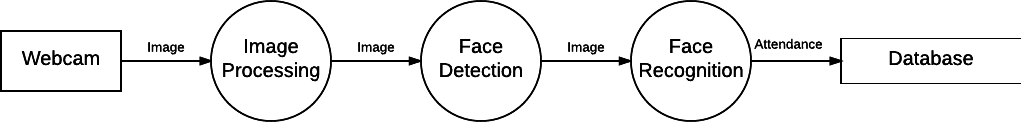 Webcam
Image
Image
Processing
Image
Face
Detection
Image
Face
Recognition
Attendance
Database